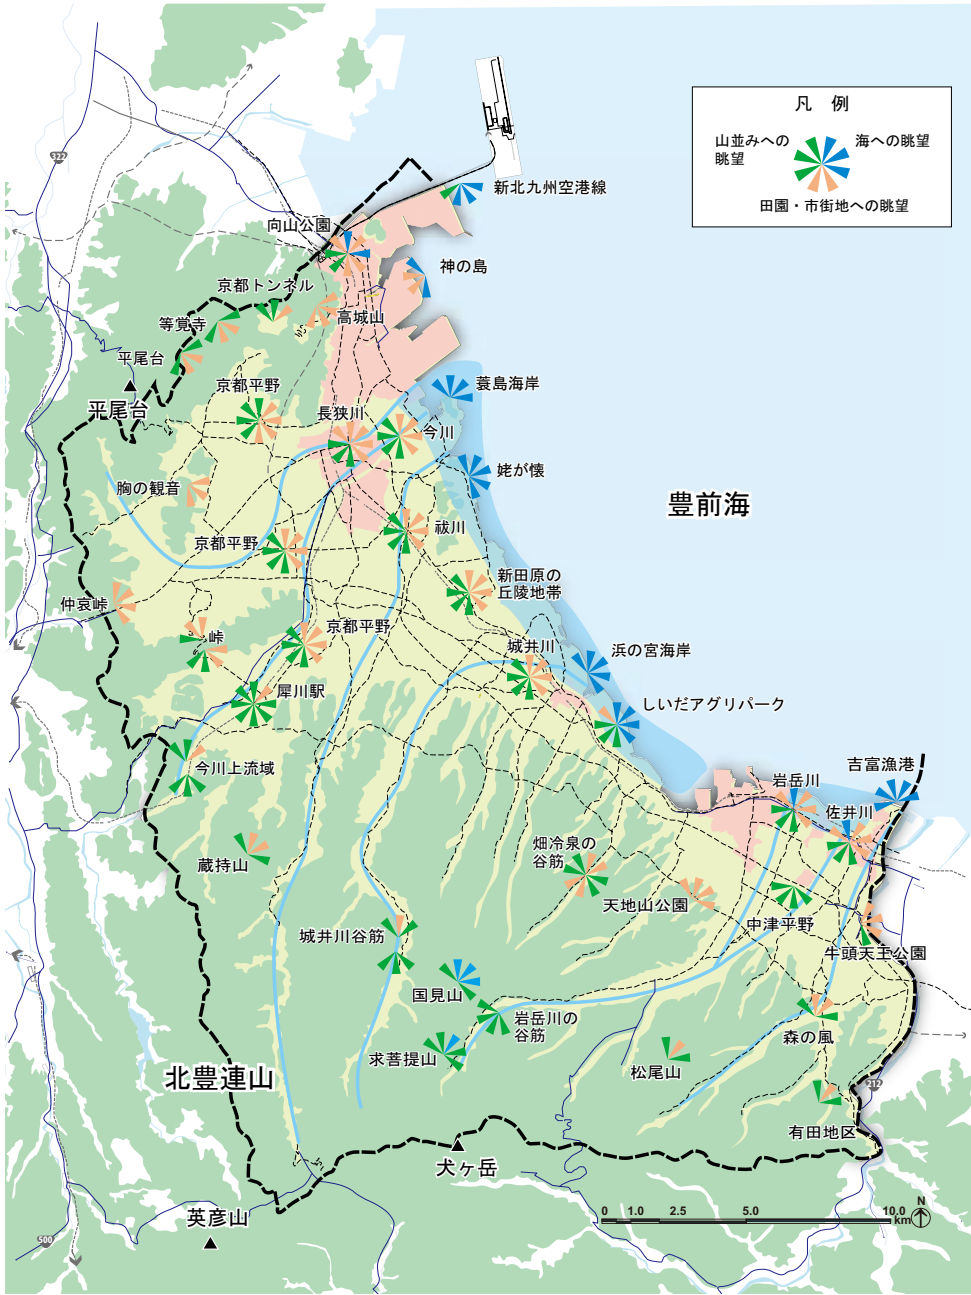 322
凡 例
山並みへの
眺望
海への眺望
田園・市街地への眺望
新北九州空港線
向山公園
神の島
京都トンネル
高城山
等覚寺
平尾台
平尾台
京都平野
蓑島海岸
長狭川
今川
姥が懐
胸の観音
豊前海
祓川
京都平野
新田原の
丘陵地帯
仲哀峠
京都平野
峠
城井川
浜の宮海岸
犀川駅
しいだアグリパーク
今川上流域
吉富漁港
岩岳川
佐井川
蔵持山
畑冷泉の
谷筋
天地山公園
中津平野
城井川谷筋
牛頭天王公園
国見山
岩岳川の
谷筋
森の風
求菩提山
松尾山
北豊連山
212
有田地区
犬ヶ岳
英彦山
500
0 1.0 2.5 5.0 10.0
km
N